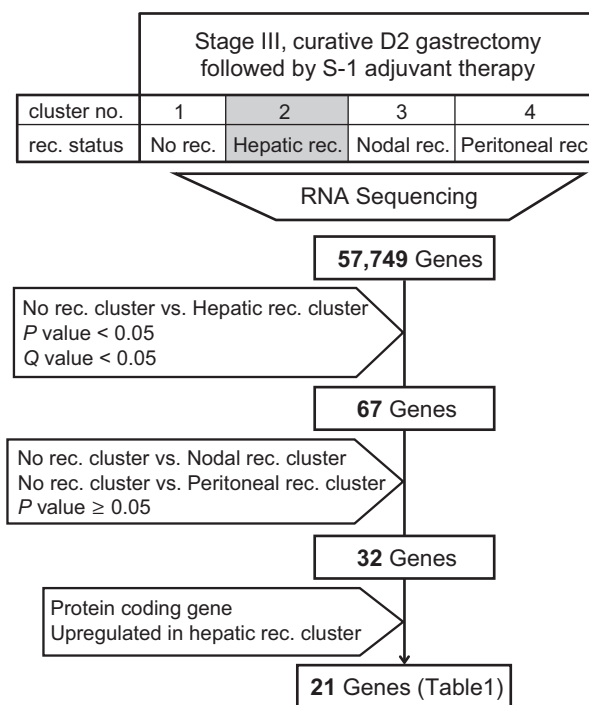 Stage III, curative D2 gastrectomy
followed by S-1 adjuvant therapy
cluster no. 1 2 3 4
rec. status No rec. Hepatic rec. Nodal rec. Peritoneal rec.
RNA Sequencing
57,749 Genes
No rec. cluster vs. Hepatic rec. cluster
P value < 0.05
Q value < 0.05
67 Genes
No rec. cluster vs. Nodal rec. cluster
No rec. cluster vs. Peritoneal rec. cluster
P value ≥ 0.05
32 Genes
Protein coding gene
Upregulated in hepatic rec. cluster
21 Genes (Table1)